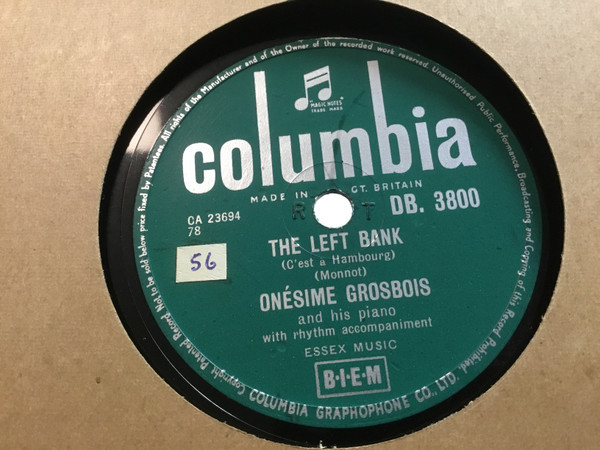 Not to be sold below price fixed by Patentees. All rights of the Manufacturer and of the Owner of the recorded work reserved. Unauthorised Public Performance, Broadcasting and Copying of this Record Prohibited.
"MAGIC NOTES"
TRADE MARK
columbia
MADE IN GT. BRITAIN
CA 23694
R T
DB. 3800
78
THE LEFT BANK
(C'est à Hambourg)
56
(Monnot)
ONÉSIME GROSBOIS
and his piano
with rhythm accompaniment
ESSEX MUSIC
B·I·E·M
Copyright. Patented Record
COLUMBIA GRAPHOPHONE CO., LTD.